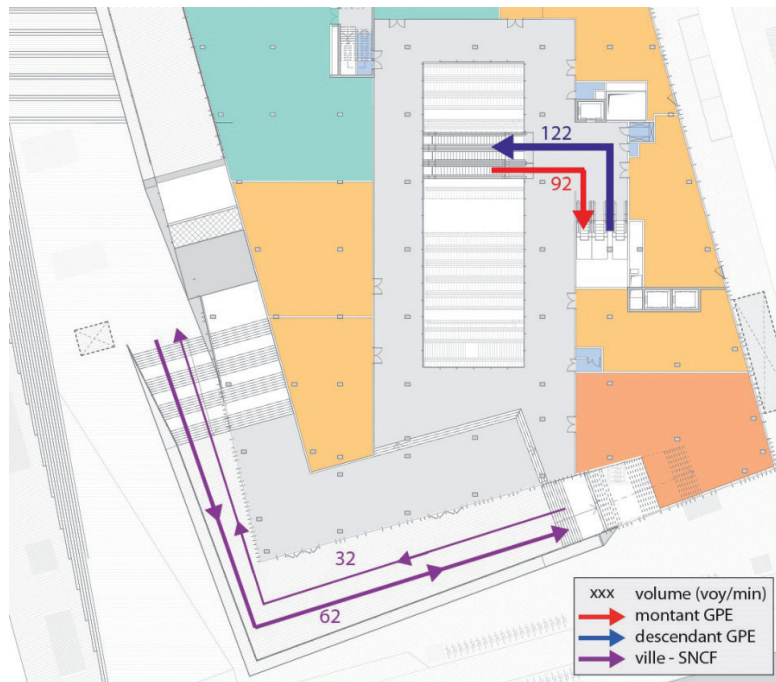 122
92
32
62
xxx volume (voy/min)
montant GPE
descendant GPE
ville - SNCF